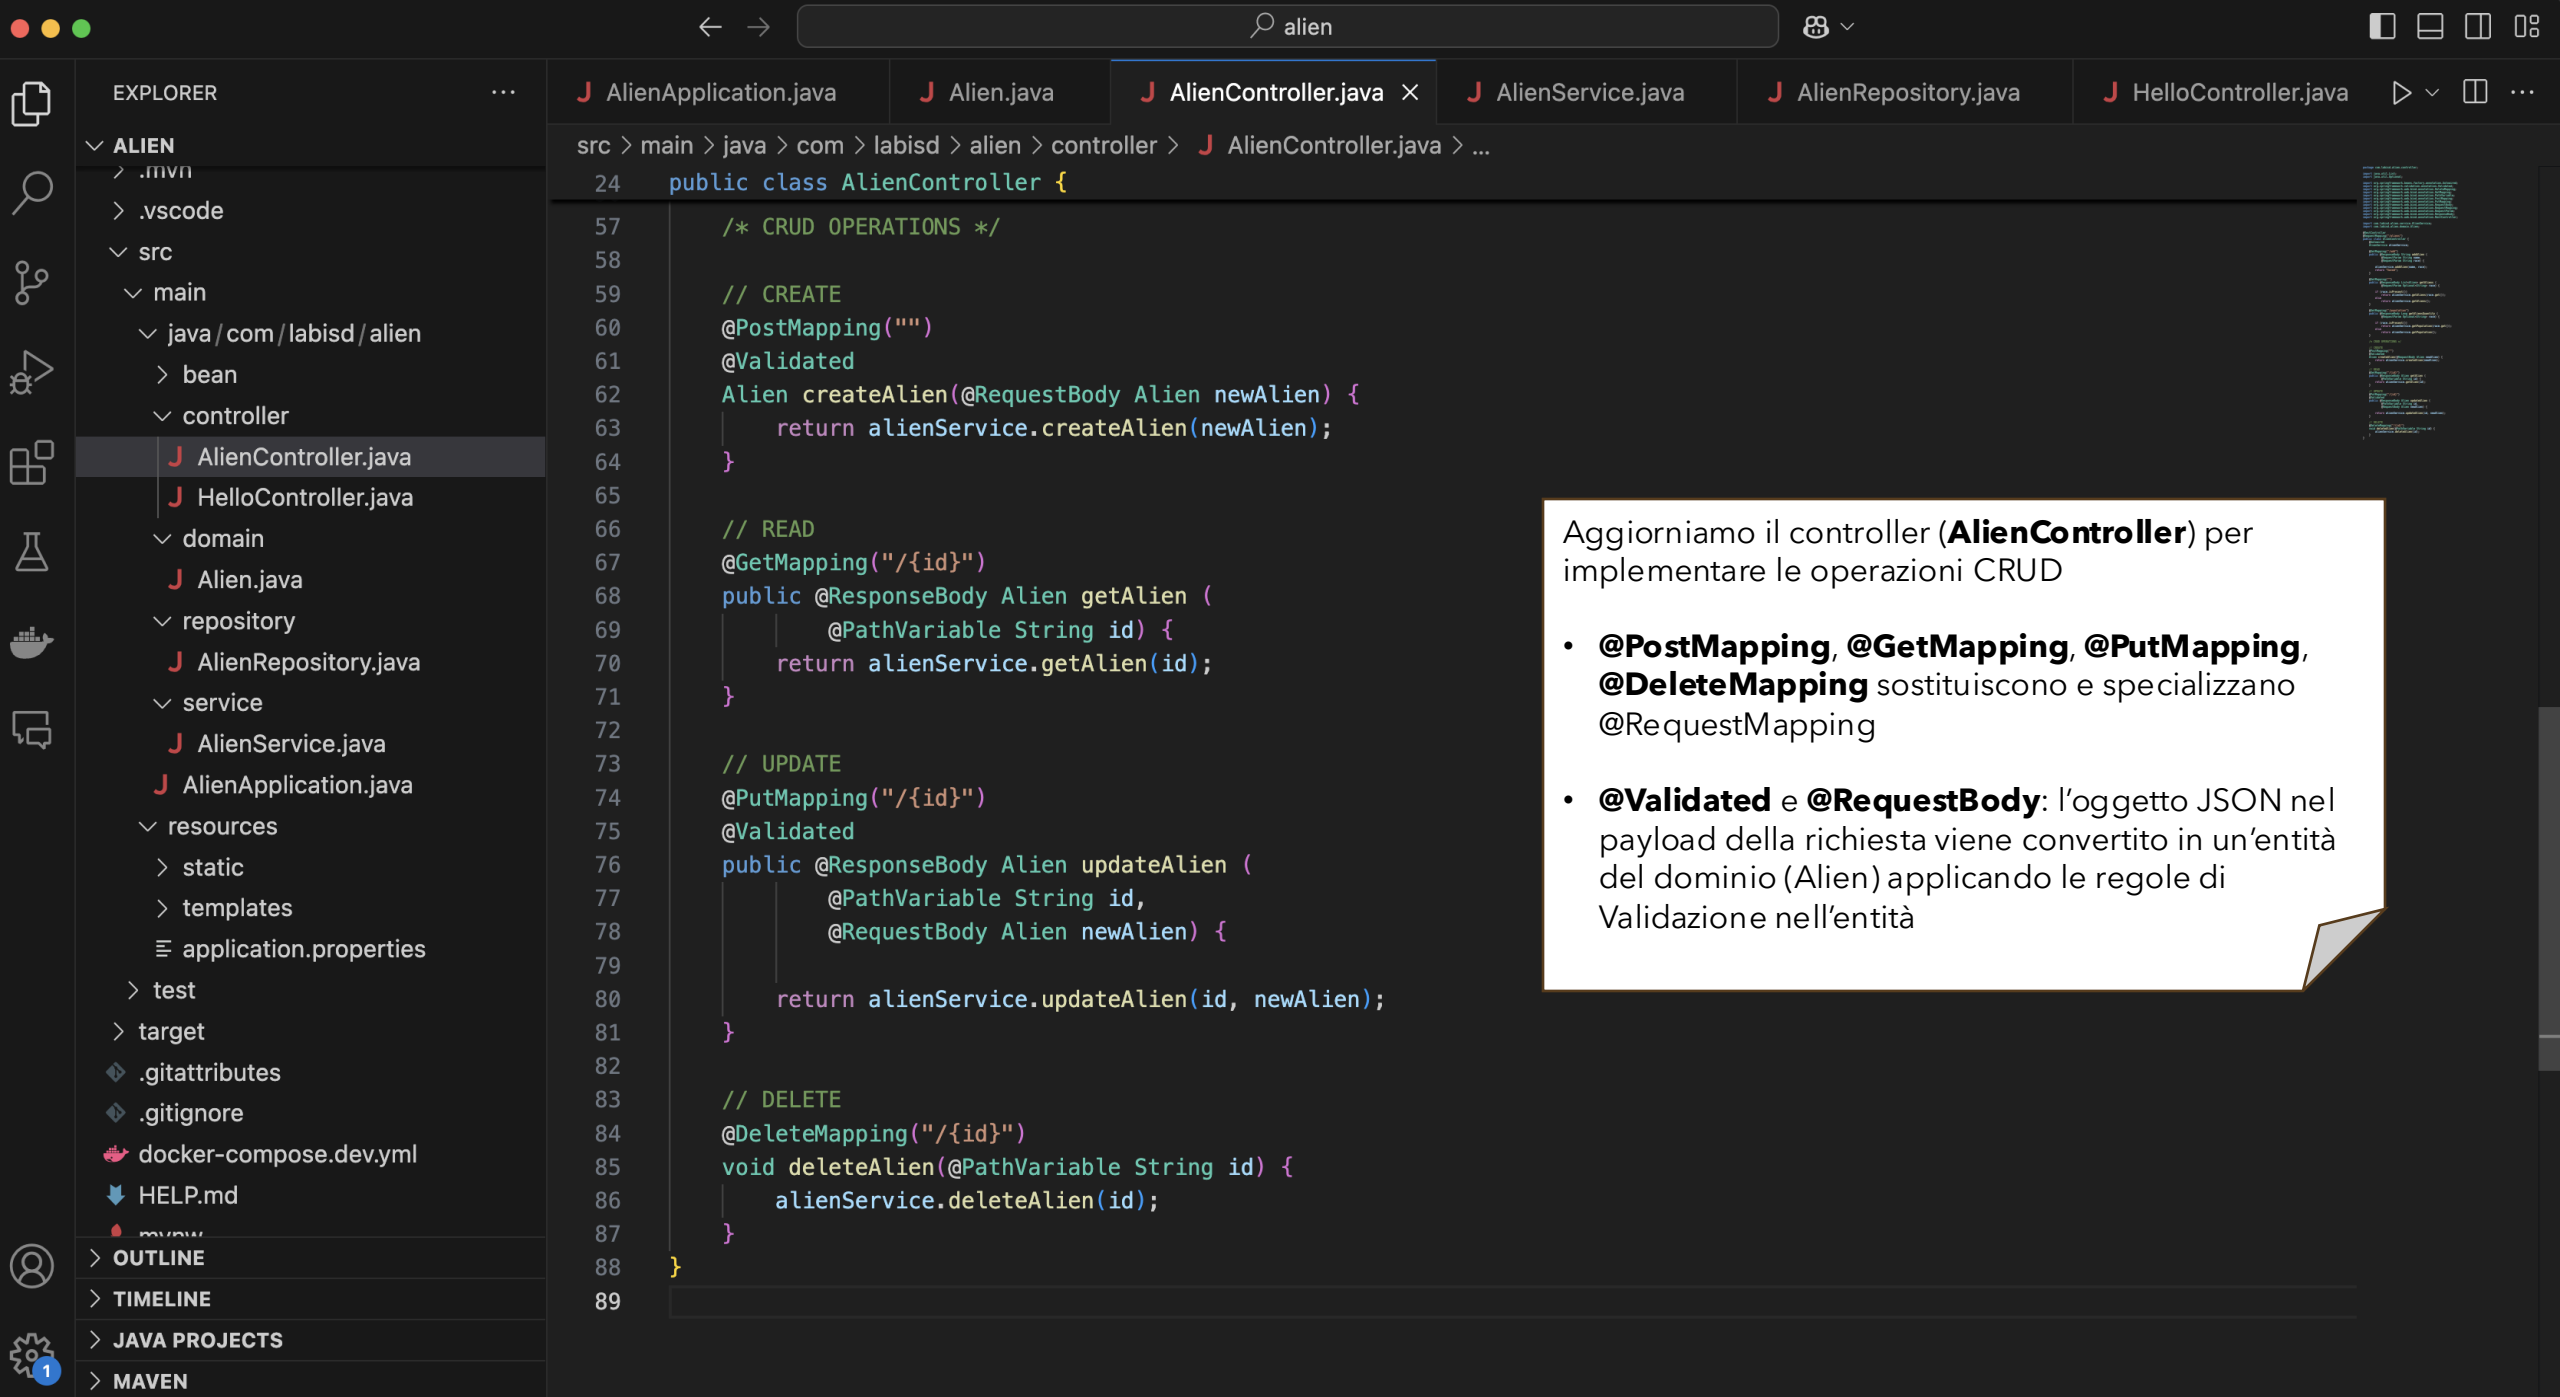 alien
EXPLORER
ALIEN
.mvn
.vscode
src
main
java/com/labisd/alien
bean
controller
AlienController.java
HelloController.java
domain
Alien.java
repository
AlienRepository.java
service
AlienService.java
AlienApplication.java
resources
static
templates
application.properties
test
target
.gitattributes
.gitignore
docker-compose.dev.yml
HELP.md
mvnw
OUTLINE
TIMELINE
JAVA PROJECTS
MAVEN
1
AlienApplication.java
Alien.java
AlienController.java
AlienService.java
AlienRepository.java
HelloController.java
src > main > java > com > labisd > alien > controller > AlienController.java > ...
24 public class AlienController {
57 /* CRUD OPERATIONS */
58
59 // CREATE
60 @PostMapping("")
61 @Validated
62 Alien createAlien(@RequestBody Alien newAlien) {
63 return alienService.createAlien(newAlien);
64 }
65
66 // READ
67 @GetMapping("/{id}")
68 public @ResponseBody Alien getAlien (
69 @PathVariable String id) {
70 return alienService.getAlien(id);
71 }
72
73 // UPDATE
74 @PutMapping("/{id}")
75 @Validated
76 public @ResponseBody Alien updateAlien (
77 @PathVariable String id,
78 @RequestBody Alien newAlien) {
79
80 return alienService.updateAlien(id, newAlien);
81 }
82
83 // DELETE
84 @DeleteMapping("/{id}")
85 void deleteAlien(@PathVariable String id) {
86 alienService.deleteAlien(id);
87 }
88 }
89
Aggiorniamo il controller (AlienController) per
implementare le operazioni CRUD
• @PostMapping, @GetMapping, @PutMapping,
@DeleteMapping sostituiscono e specializzano
@RequestMapping
• @Validated e @RequestBody: l’oggetto JSON nel
payload della richiesta viene convertito in un’entità
del dominio (Alien) applicando le regole di
Validazione nell’entità